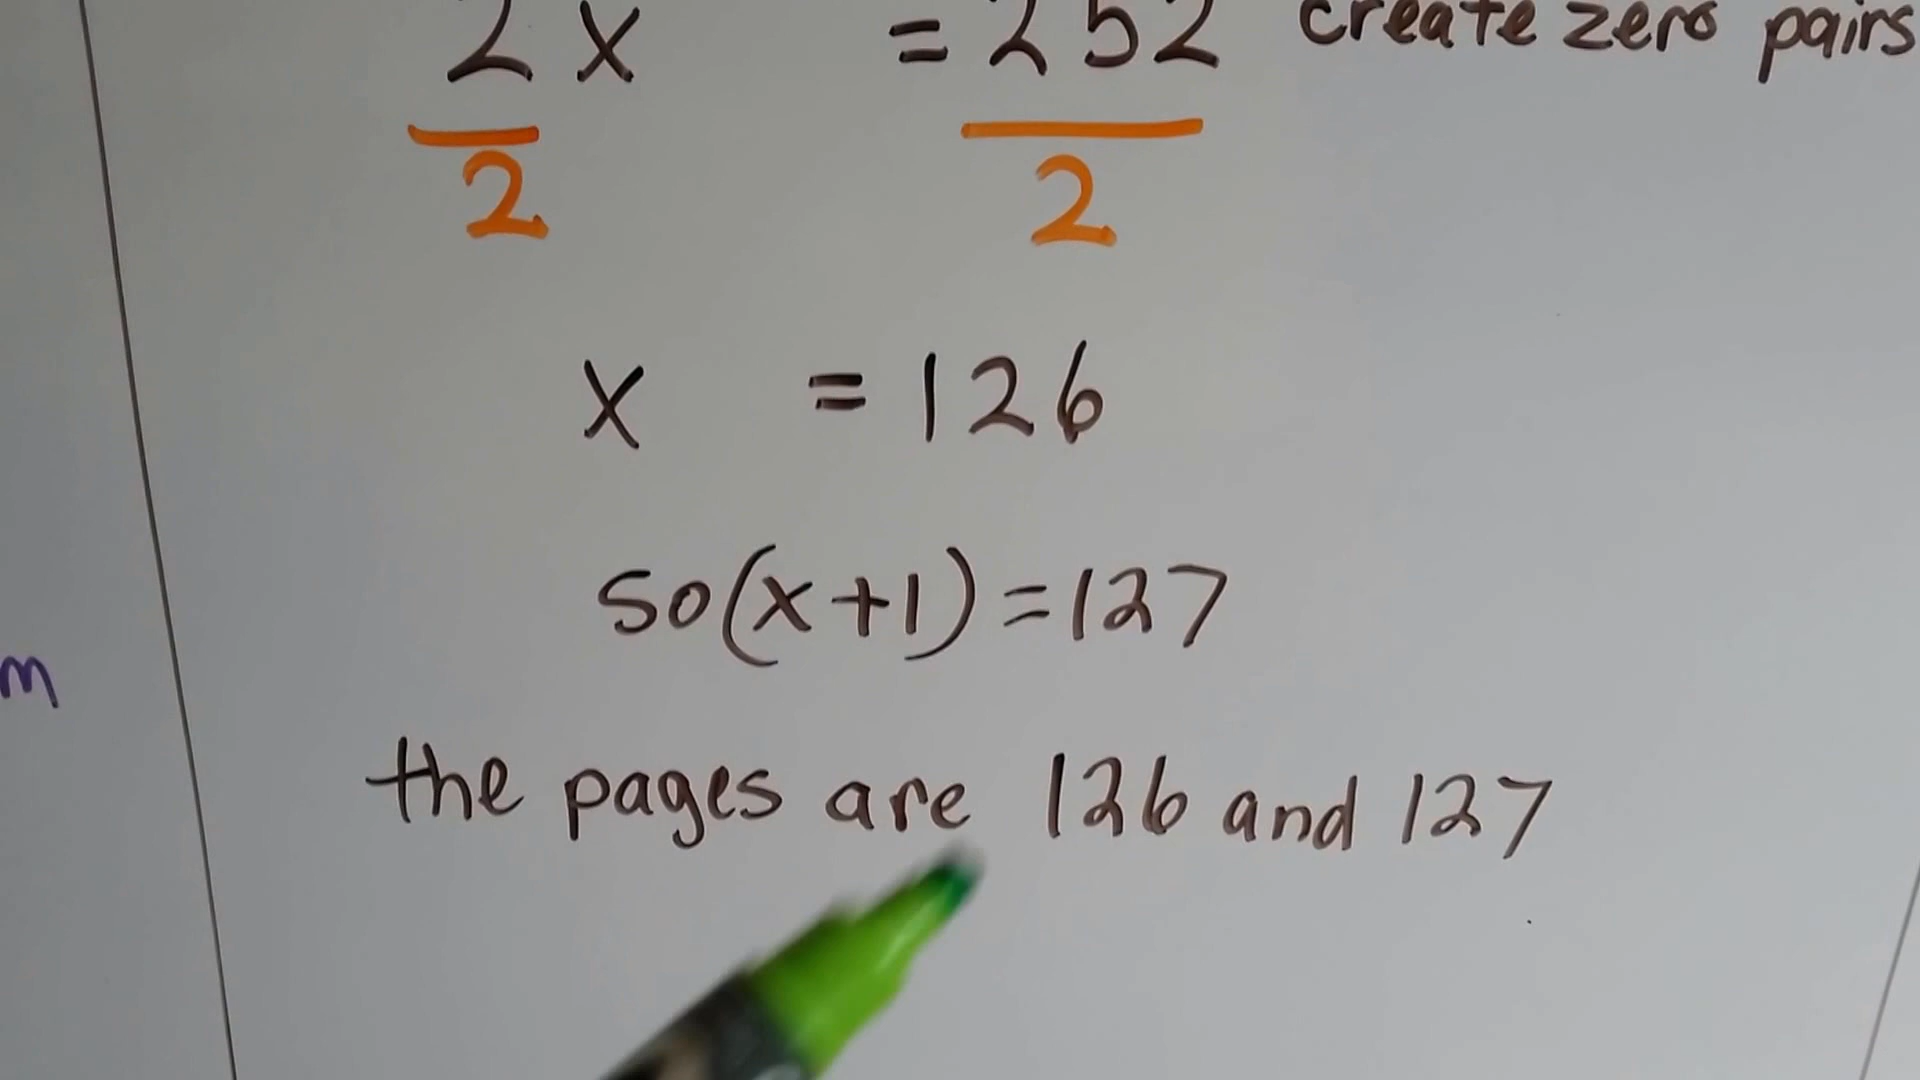 2x = 252 create zero pairs
2 2
x = 126
so (x+1) = 127
m
the pages are 126 and 127